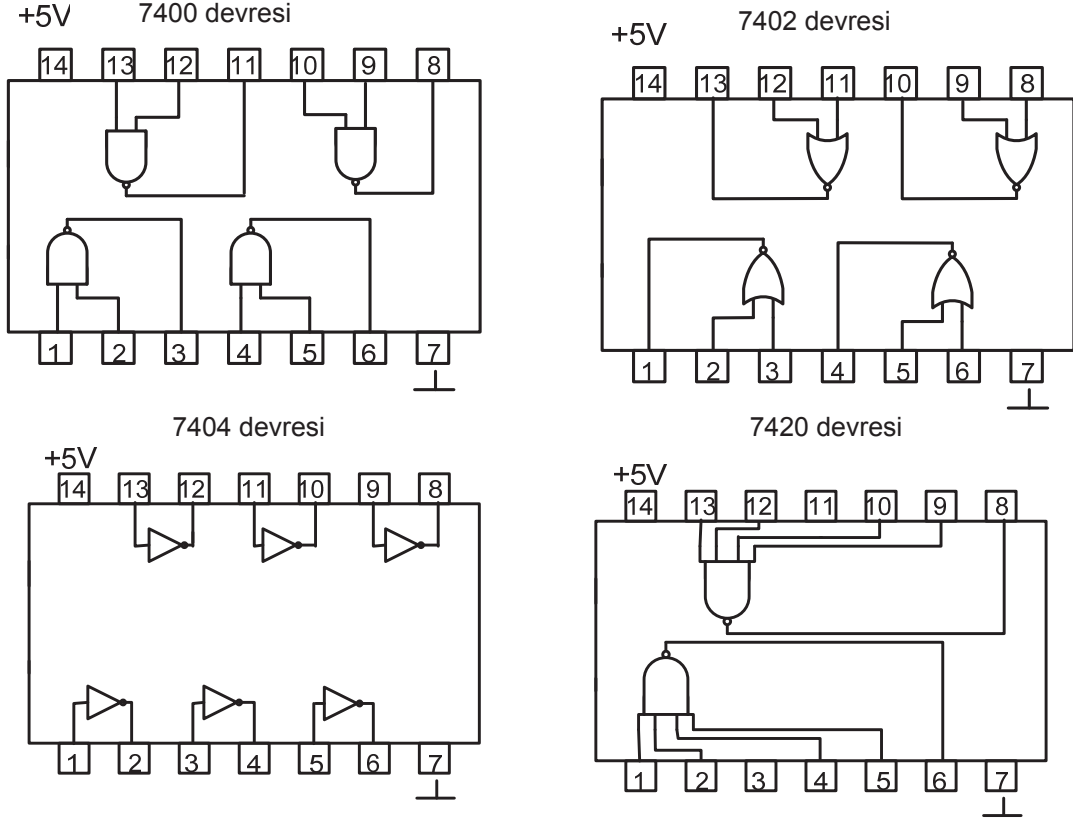 +5V 7400 devresi
14 13 12 11 10 9 8
1 2 3 4 5 6 7
7402 devresi
+5V
14 13 12 11 10 9 8
1 2 3 4 5 6 7
7404 devresi
+5V
14 13 12 11 10 9 8
1 2 3 4 5 6 7
7420 devresi
+5V
14 13 12 11 10 9 8
1 2 3 4 5 6 7